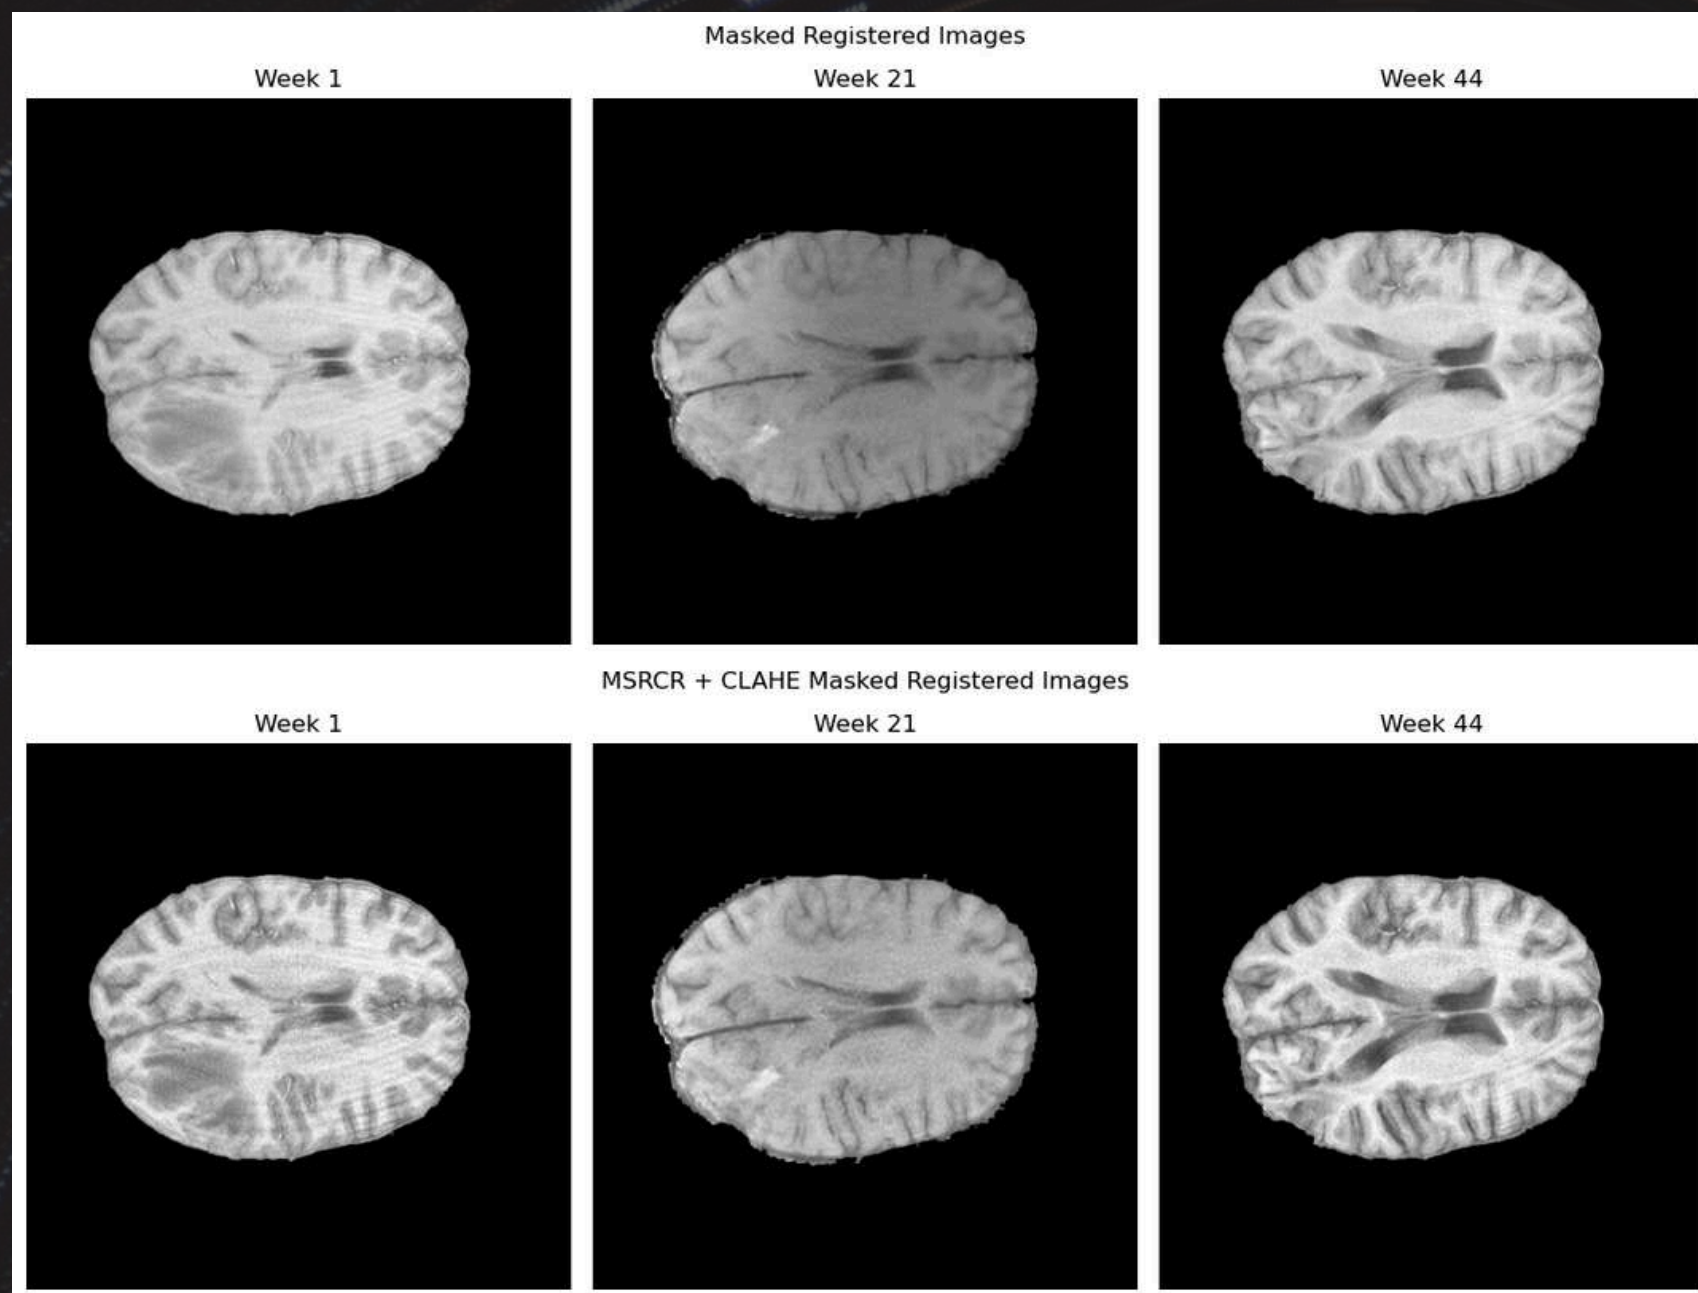 Masked Registered Images
Week 1 Week 21 Week 44
MSRCR + CLAHE Masked Registered Images
Week 1 Week 21 Week 44